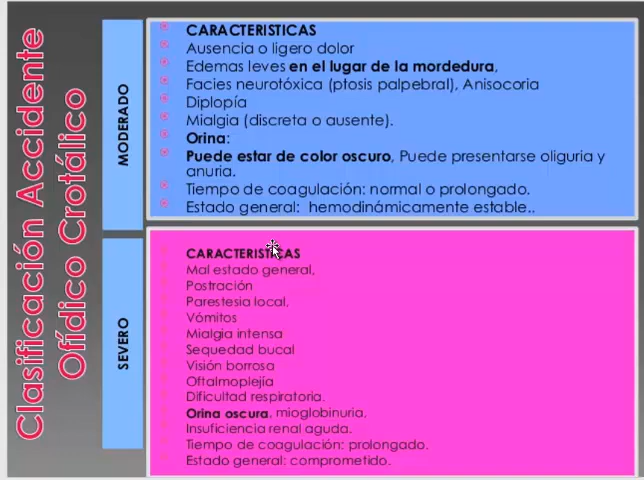 Clasificación Accidente
Ofídico Crotálico
MODERADO
CARACTERISTICAS
Ausencia o ligero dolor
Edemas leves en el lugar de la mordedura,
Facies neurotóxica (ptosis palpebral), Anisocoria
Diplopía
Mialgia (discreta o ausente).
Orina:
Puede estar de color oscuro, Puede presentarse oliguria y
anuria.
Tiempo de coagulación: normal o prolongado.
Estado general: hemodinámicamente estable..
SEVERO
CARACTERISTICAS
Mal estado general,
Postración
Parestesia local,
Vómitos
Mialgia intensa
Sequedad bucal
Visión borrosa
Oftalmoplejía
Dificultad respiratoria.
Orina oscura, mioglobinuria,
Insuficiencia renal aguda.
Tiempo de coagulación: prolongado.
Estado general: comprometido.